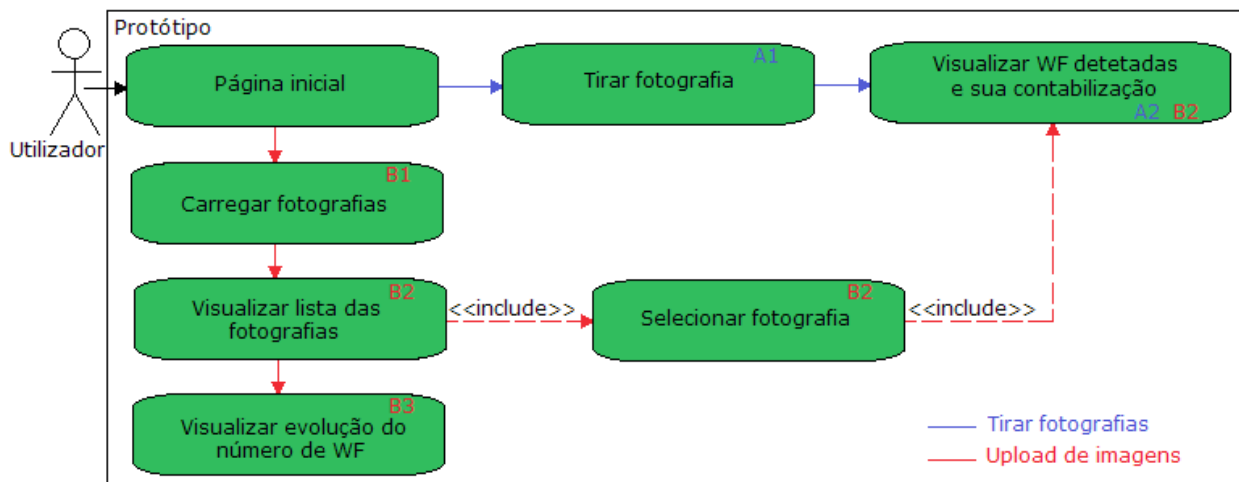 Protótipo
Utilizador
Página inicial
A1
Tirar fotografia
Visualizar WF detetadas
e sua contabilização
A2 B2
B1
Carregar fotografias
B2
Visualizar lista das
fotografias
<<include>>
B2
Selecionar fotografia
<<include>>
B3
Visualizar evolução do
número de WF
Tirar fotografias
Upload de imagens